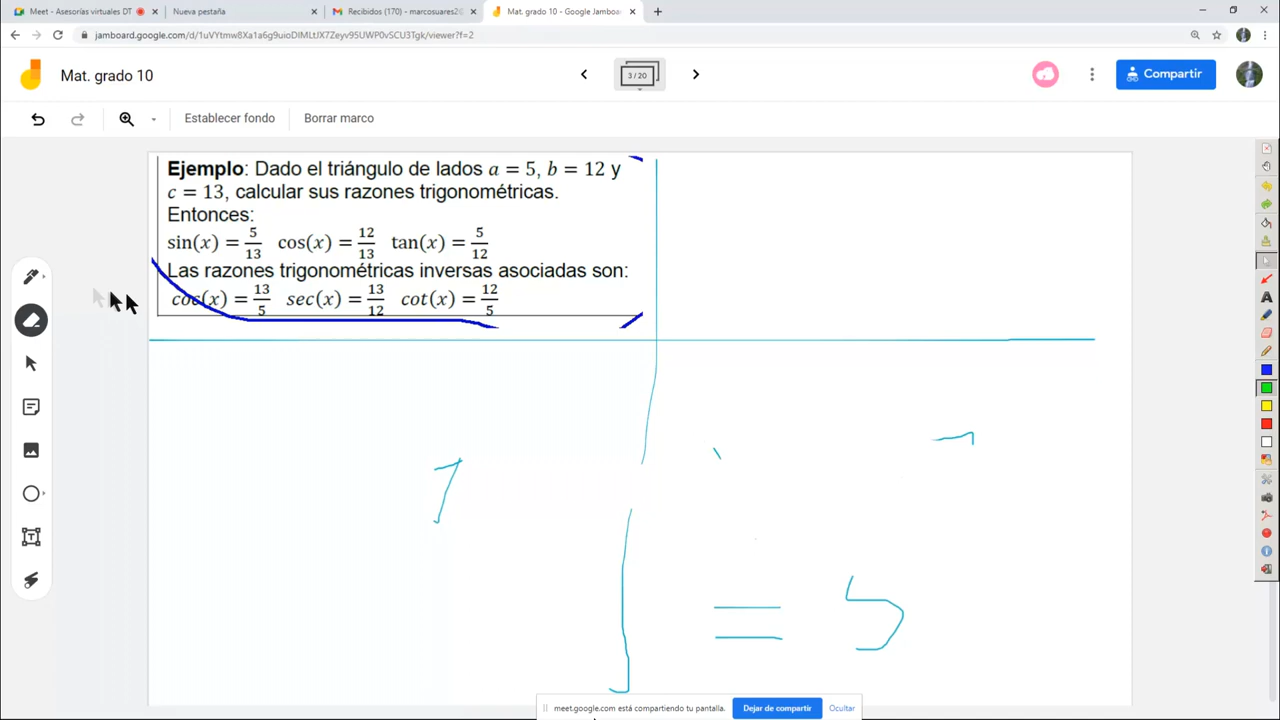 Meet - Asesorías virtuales DT
Nueva pestaña
Recibidos (170) - marcosuares2@
Mat. grado 10 - Google Jamboa
jamboard.google.com/d/1uVYtmw8Xa1a6g9uioDIMLtJX7Zeyv95UWP0vSCU3Tgk/viewer?f=2
Mat. grado 10
3 / 20
Compartir
Establecer fondo
Borrar marco
Ejemplo: Dado el triángulo de lados a = 5, b = 12 y
c = 13, calcular sus razones trigonométricas.
Entonces:
sin(x) = 5/13 cos(x) = 12/13 tan(x) = 5/12
Las razones trigonométricas inversas asociadas son:
coc(x) = 13/5 sec(x) = 13/12 cot(x) = 12/5
= 5
meet.google.com está compartiendo tu pantalla.
Dejar de compartir
Ocultar